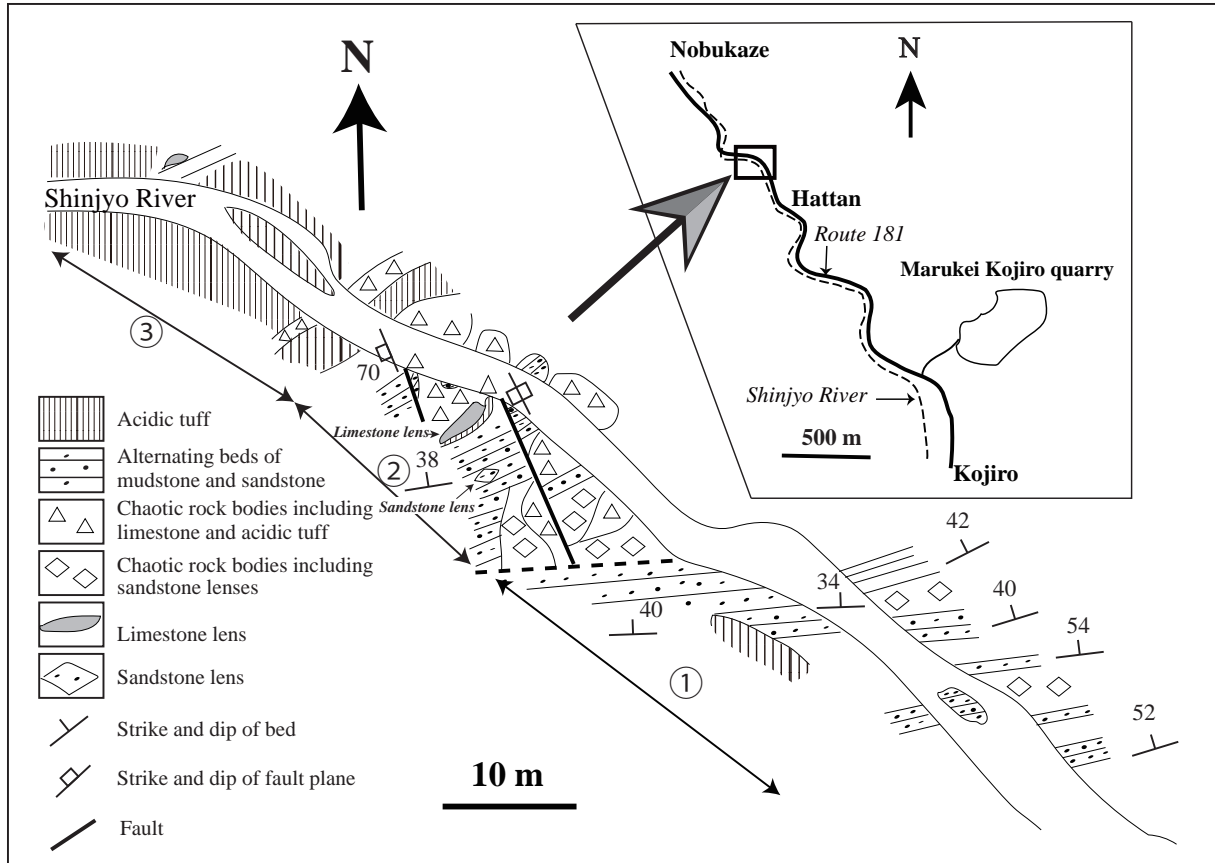 N
Shinjyo River
③
70
Limestone lens
②
38
Sandstone lens
40
①
34
42
40
54
52
Nobukaze
N
Hattan
Route 181
Marukei Kojiro quarry
Shinjyo River
500 m
Kojiro
Acidic tuff
Alternating beds of
mudstone and sandstone
Chaotic rock bodies including
limestone and acidic tuff
Chaotic rock bodies including
sandstone lenses
Limestone lens
Sandstone lens
Strike and dip of bed
Strike and dip of fault plane
Fault
10 m